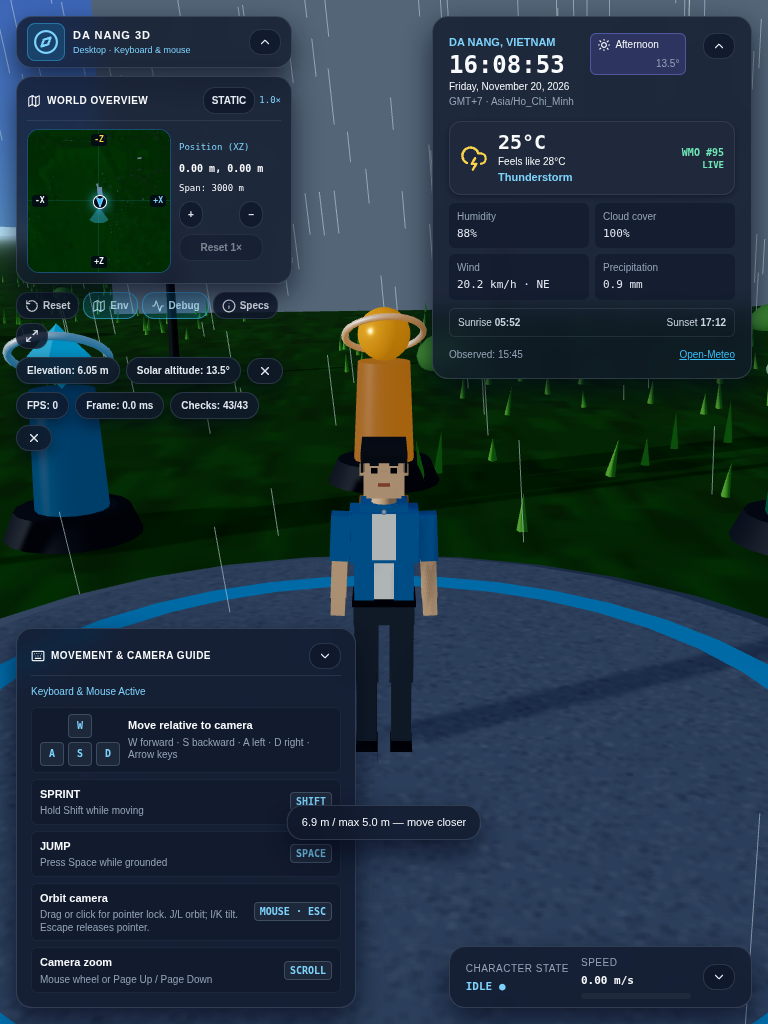 DA NANG 3D
Desktop · Keyboard & mouse
WORLD OVERVIEW
STATIC
1.0×
-Z
-X
+X
+Z
Position (XZ)
0.00 m, 0.00 m
Span: 3000 m
+
−
Reset 1×
Reset
Env
Debug
Specs
Elevation: 6.05 m
Solar altitude: 13.5°
FPS: 0
Frame: 0.0 ms
Checks: 43/43
DA NANG, VIETNAM
16:08:53
Friday, November 20, 2026
GMT+7 · Asia/Ho_Chi_Minh
Afternoon
13.5°
25°C
Feels like 28°C
Thunderstorm
WMO #95
LIVE
Humidity
88%
Cloud cover
100%
Wind
20.2 km/h · NE
Precipitation
0.9 mm
Sunrise 05:52
Sunset 17:12
Observed: 15:45
Open-Meteo
MOVEMENT & CAMERA GUIDE
Keyboard & Mouse Active
W
A S D
Move relative to camera
W forward · S backward · A left · D right ·
Arrow keys
SPRINT
Hold Shift while moving
SHIFT
6.9 m / max 5.0 m — move closer
JUMP
Press Space while grounded
SPACE
Orbit camera
Drag or click for pointer lock. J/L orbit; I/K tilt.
Escape releases pointer.
MOUSE · ESC
Camera zoom
Mouse wheel or Page Up / Page Down
SCROLL
CHARACTER STATE
IDLE
SPEED
0.00 m/s